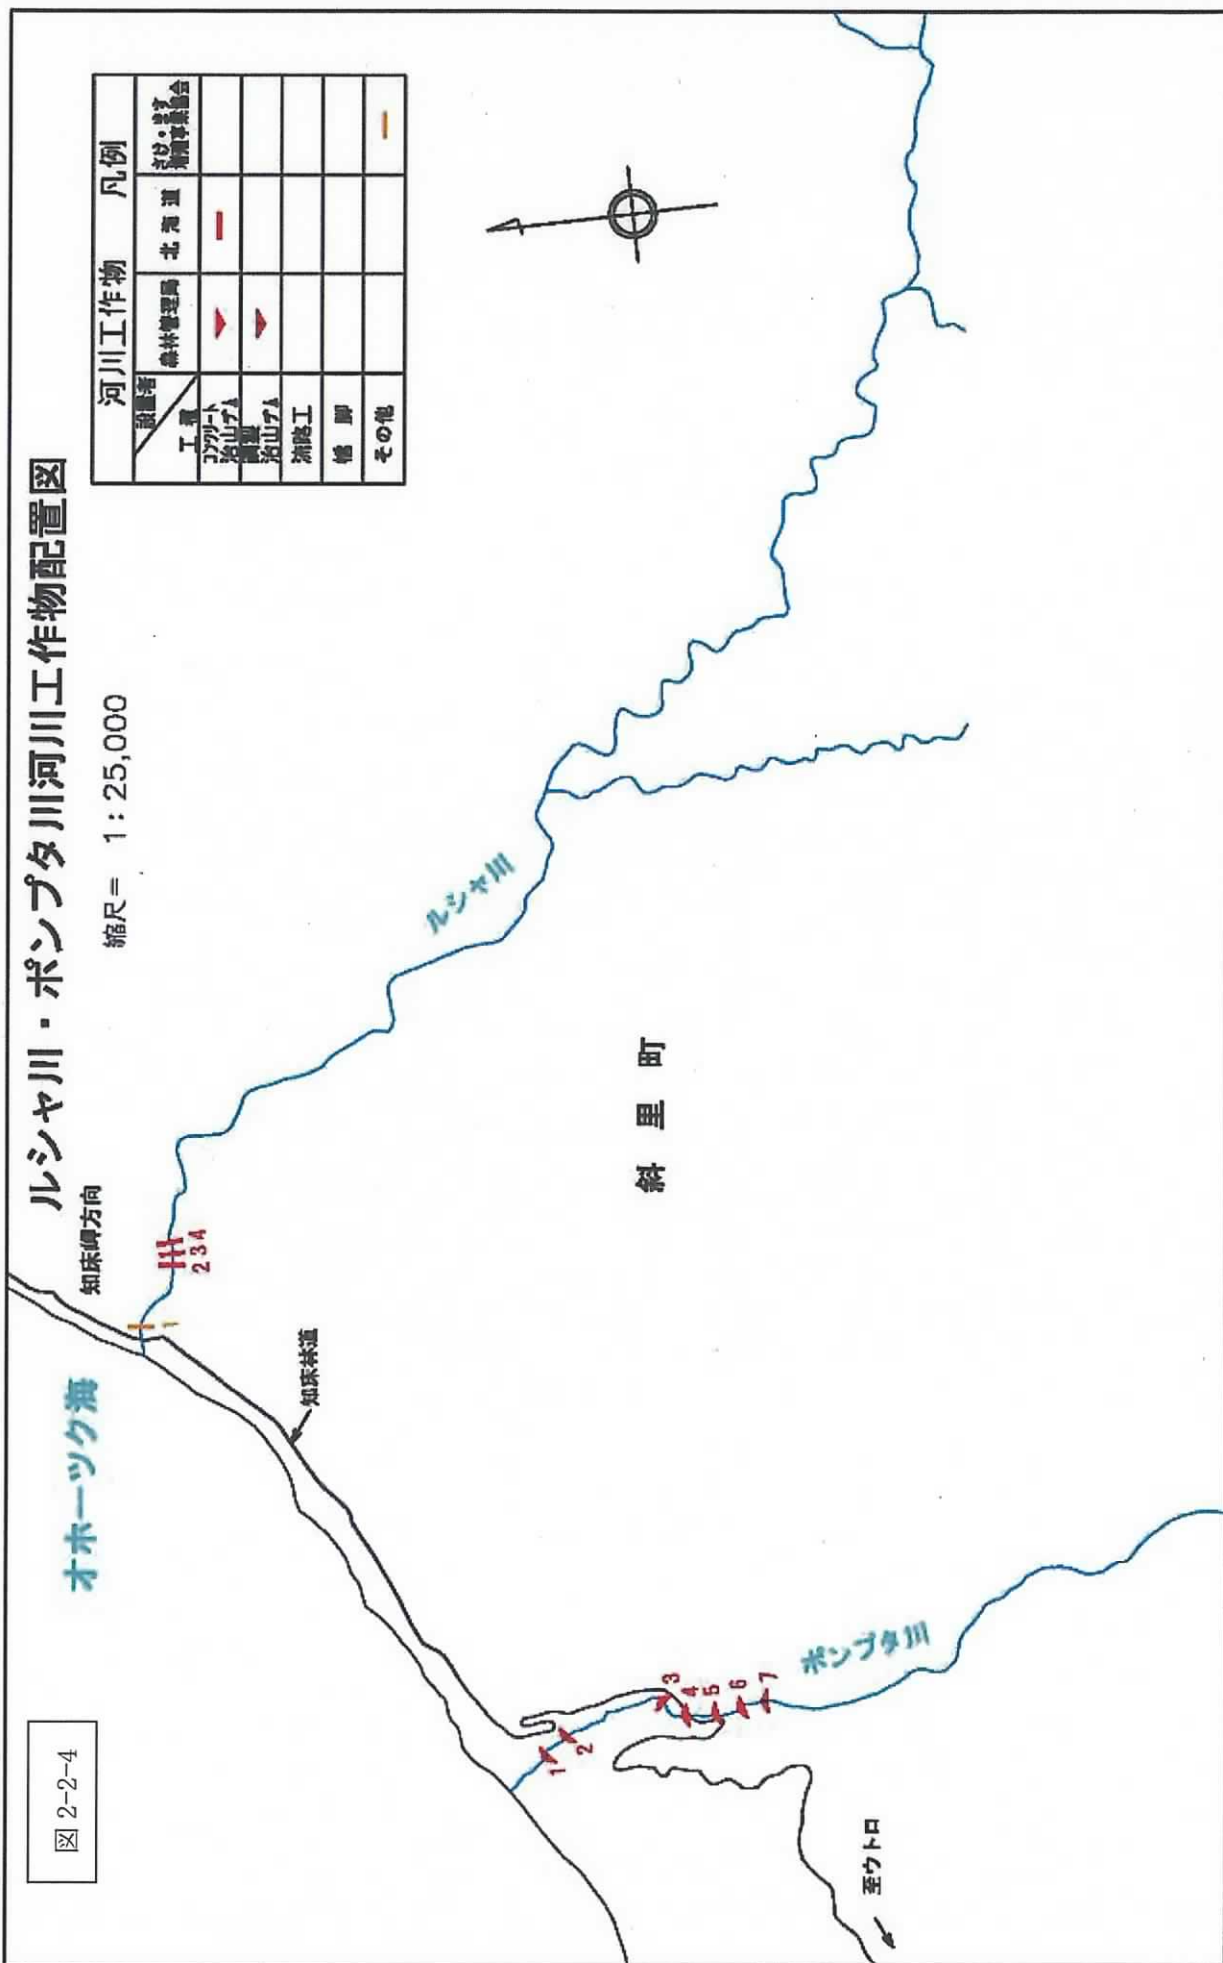 図 2-2-4
ルシャ川・ポンプタ川河川工作物配置図
縮尺= 1:25,000
河川工作物 凡例
設置者
工種
森林管理局
北海道
さけ・ます
増殖事業協会
コンクリート
治山ダム
鋼製
治山ダム
流路工
橋脚
その他
オホーツク海
知床岬方向
1
2 3 4
ルシャ川
知床林道
斜里町
1
2
3
4
5
6
7
ポンプタ川
至ウトロ